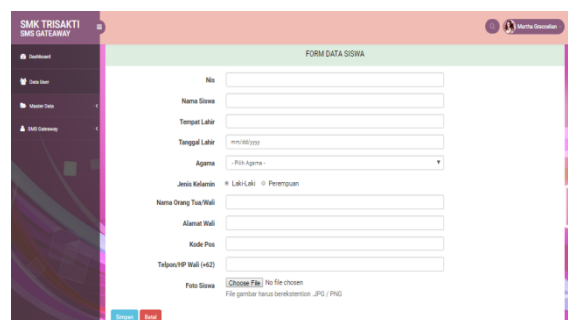 SMK TRISAKTI
SMS GATEAWAY
Martha Gracealian
Dashboard
Data User
Master Data
SMS Gateway
FORM DATA SISWA
Nis
Nama Siswa
Tempat Lahir
Tanggal Lahir mm/dd/yyyy
Agama - Pilih Agama -
Jenis Kelamin Laki-Laki Perempuan
Nama Orang Tua/Wali
Alamat Wali
Kode Pos
Telpon/HP Wali (+62)
Foto Siswa Choose File No file chosen
File gambar harus berekstention .JPG / PNG
Simpan Batal